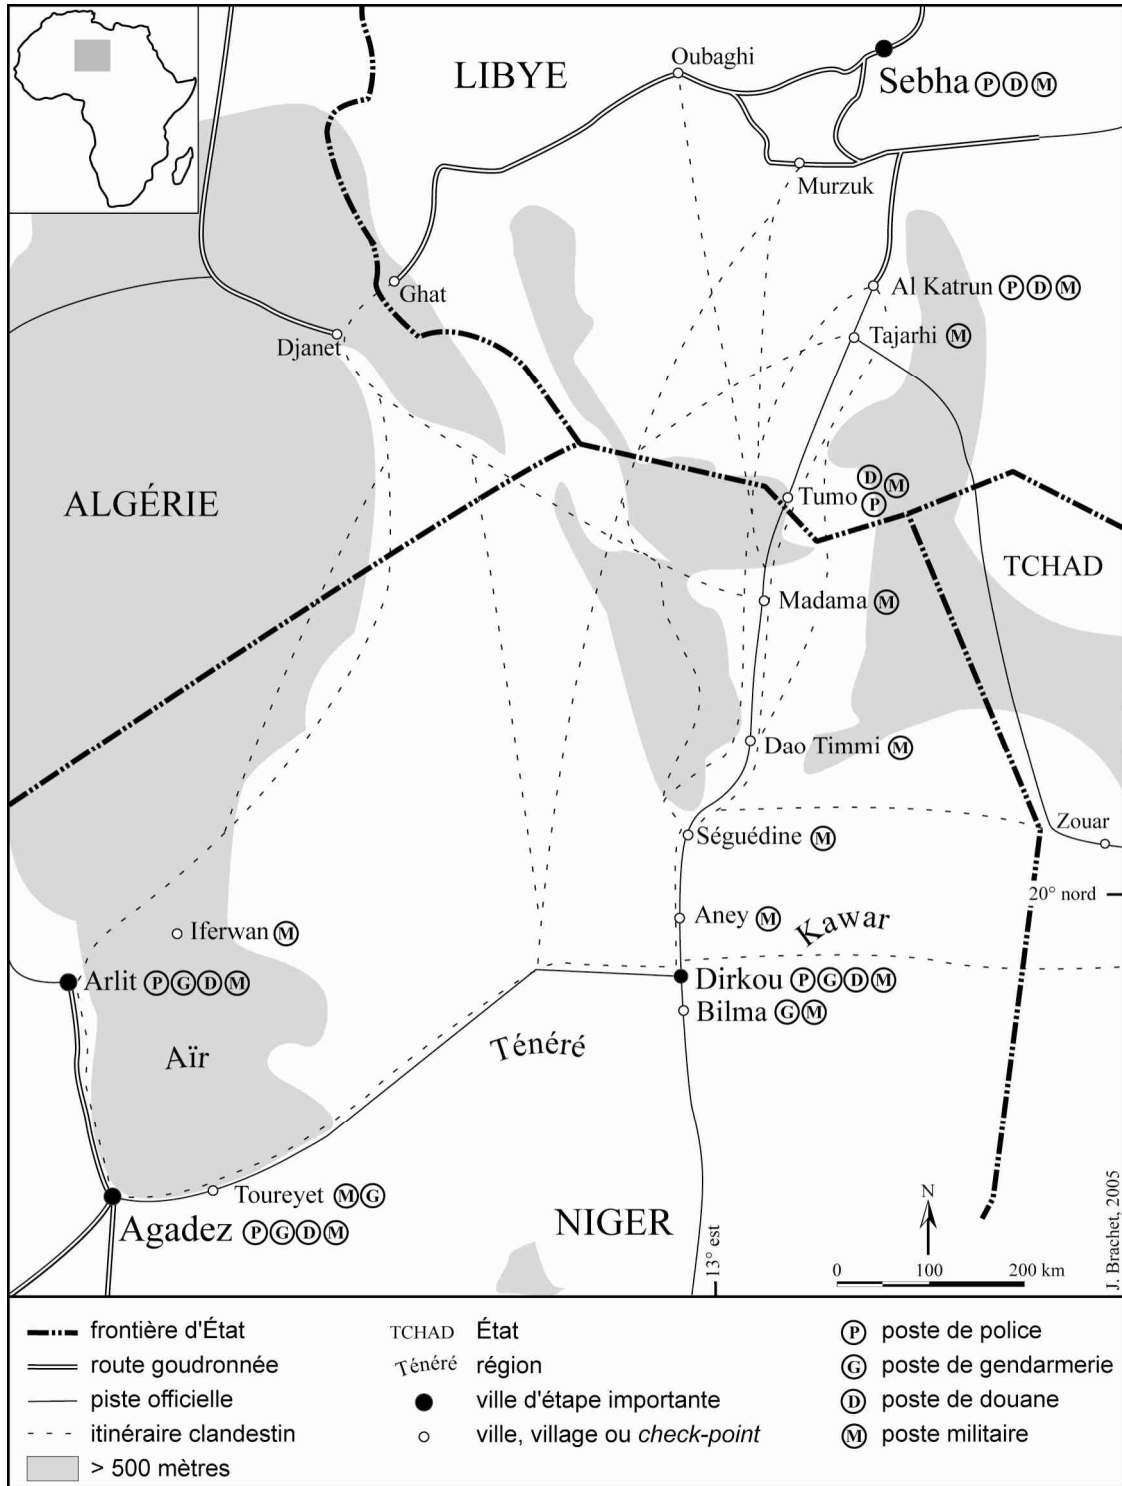 LIBYE
Oubaghi
Sebha P D M
Murzuk
Ghat
Al Katrun P D M
Djanet
Tajarhi M
ALGÉRIE
Tumo D M P
TCHAD
Madama M
Dao Timmi M
Zouar
Séguédine M
20° nord
Aney M
Kawar
Iferwan M
Arlit P G D M
Dirkou P G D M
Bilma G M
Aïr
Ténéré
Toureyet M G
Agadez P G D M
NIGER
13° est
N
0 100 200 km
J. Brachet, 2005
frontière d'État
route goudronnée
piste officielle
itinéraire clandestin
> 500 mètres
TCHAD État
Ténéré région
ville d'étape importante
ville, village ou check-point
P poste de police
G poste de gendarmerie
D poste de douane
M poste militaire